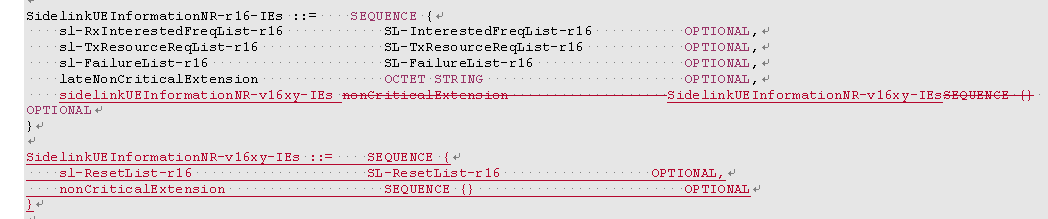 SidelinkUEInformationNR-r16-IEs ::= SEQUENCE {
sl-RxInterestedFreqList-r16 SL-InterestedFreqList-r16 OPTIONAL,
sl-TxResourceReqList-r16 SL-TxResourceReqList-r16 OPTIONAL,
sl-FailureList-r16 SL-FailureList-r16 OPTIONAL,
lateNonCriticalExtension OCTET STRING OPTIONAL,
sidelinkUEInformationNR-v16xy-IEs nonCriticalExtension SidelinkUEInformationNR-v16xy-IEsSEQUENCE {}
OPTIONAL
}
SidelinkUEInformationNR-v16xy-IEs ::= SEQUENCE {
sl-ResetList-r16 SL-ResetList-r16 OPTIONAL,
nonCriticalExtension SEQUENCE {} OPTIONAL
}